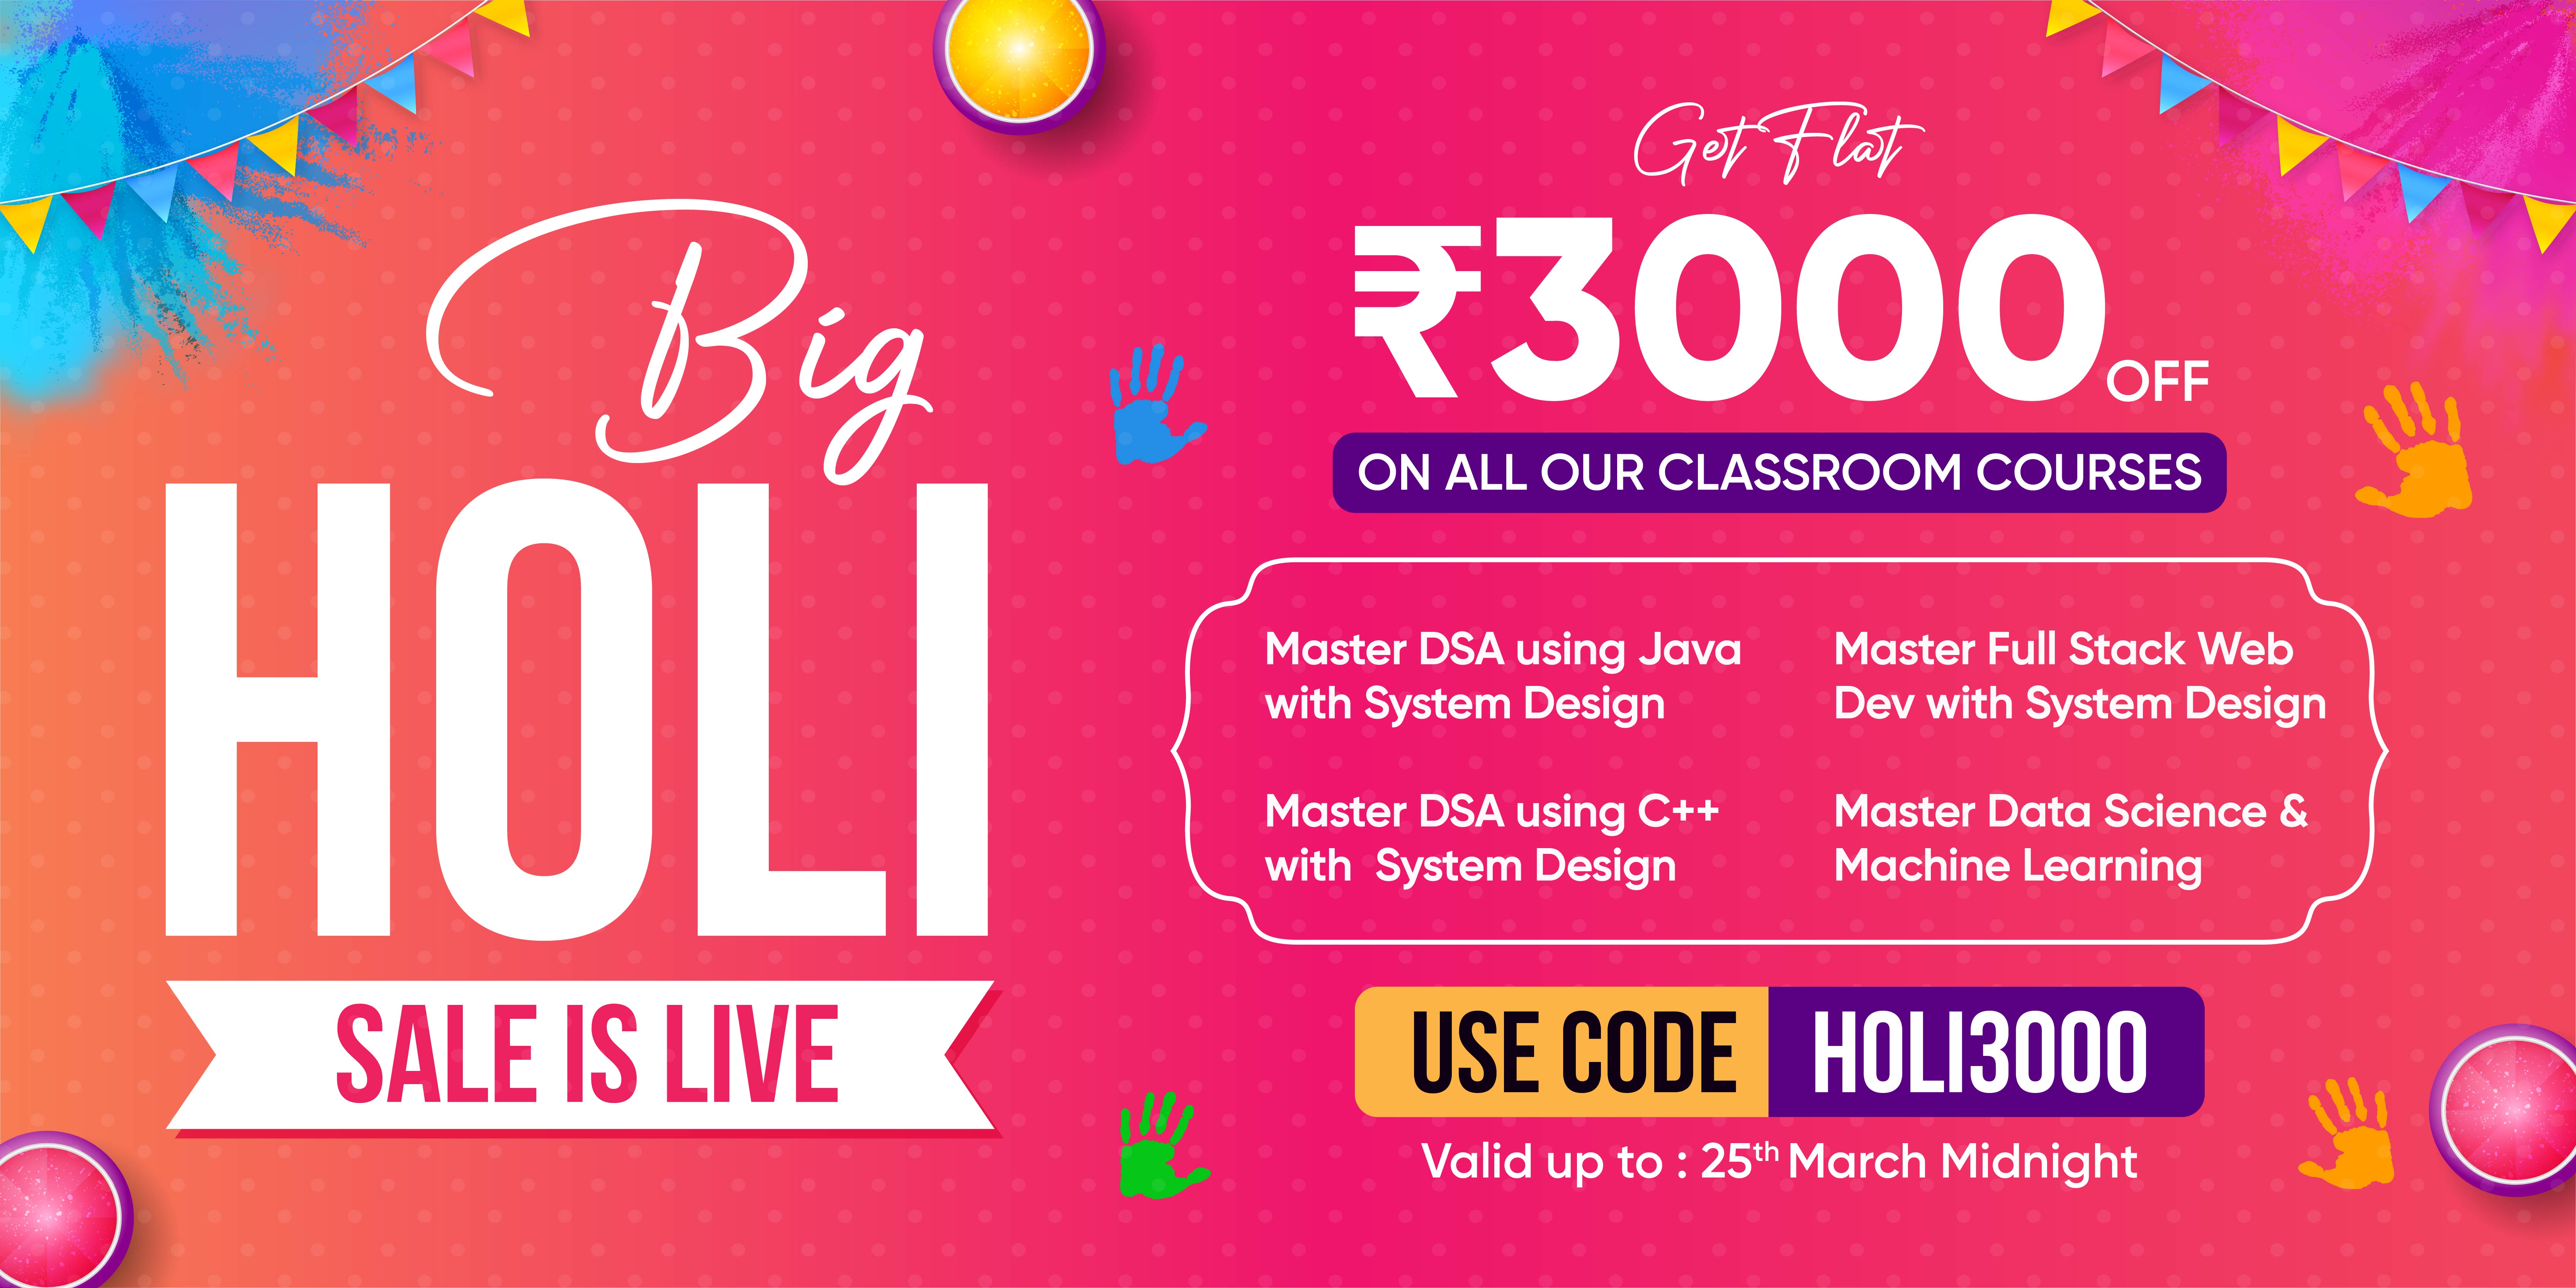 Big
HOLI
SALE IS LIVE
Get Flat
₹3000 OFF
ON ALL OUR CLASSROOM COURSES
Master DSA using Java
with System Design
Master Full Stack Web
Dev with System Design
Master DSA using C++
with System Design
Master Data Science &
Machine Learning
USE CODE HOLI3000
Valid up to : 25th March Midnight